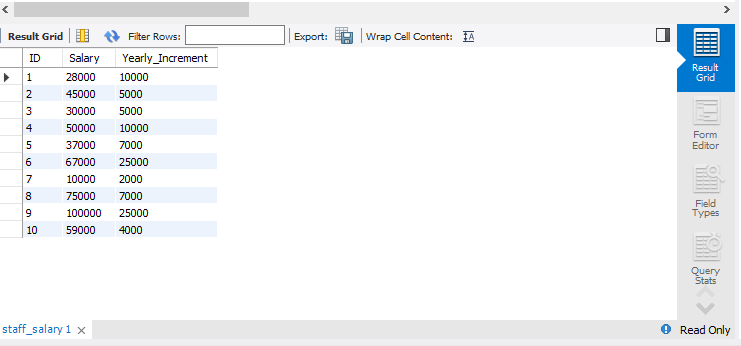 Result Grid Filter Rows: Export: Wrap Cell Content:
ID Salary Yearly_Increment
1 28000 10000
2 45000 5000
3 30000 5000
4 50000 10000
5 37000 7000
6 67000 25000
7 10000 2000
8 75000 7000
9 100000 25000
10 59000 4000
Result
Grid
Form
Editor
Field
Types
Query
Stats
staff_salary 1 Read Only